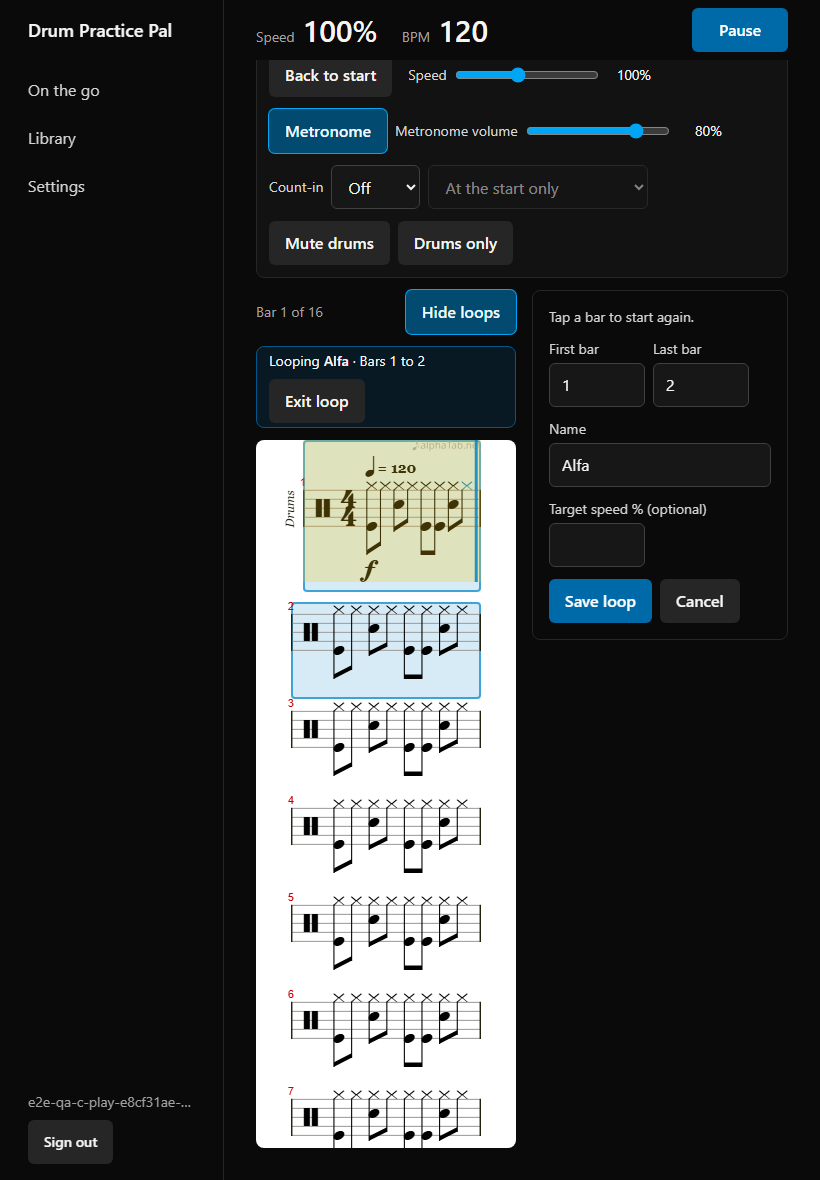 Drum Practice Pal
On the go
Library
Settings
e2e-qa-c-play-e8cf31ae-...
Sign out
Speed 100% BPM 120
Pause
Back to start Speed 100%
Metronome Metronome volume 80%
Count-in Off At the start only
Mute drums Drums only
Bar 1 of 16 Hide loops
Looping Alfa · Bars 1 to 2
Exit loop
= 120
1
Drums
4
4
f
2
3
4
5
6
7
Tap a bar to start again.
First bar Last bar
1 2
Name
Alfa
Target speed % (optional)
Save loop Cancel